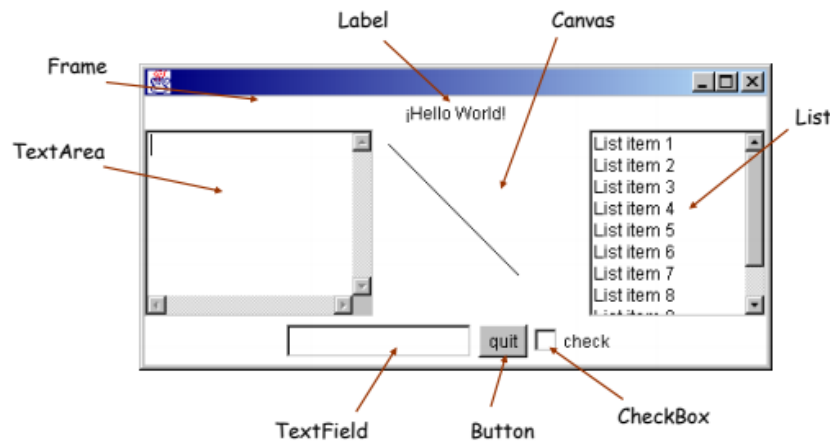 Label
Canvas
Frame
¡Hello World!
List
TextArea
List item 1
List item 2
List item 3
List item 4
List item 5
List item 6
List item 7
List item 8
quit
check
TextField
Button
CheckBox